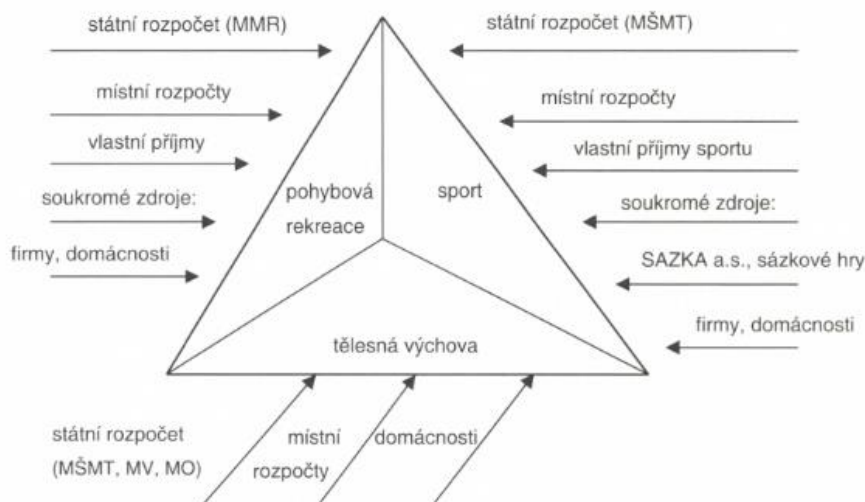 státní rozpočet (MMR)
státní rozpočet (MŠMT)
místní rozpočty
místní rozpočty
vlastní příjmy
vlastní příjmy sportu
pohybová
rekreace
sport
soukromé zdroje:
soukromé zdroje:
firmy, domácnosti
SAZKA a.s., sázkové hry
firmy, domácnosti
tělesná výchova
státní rozpočet
(MŠMT, MV, MO)
místní
rozpočty
domácnosti